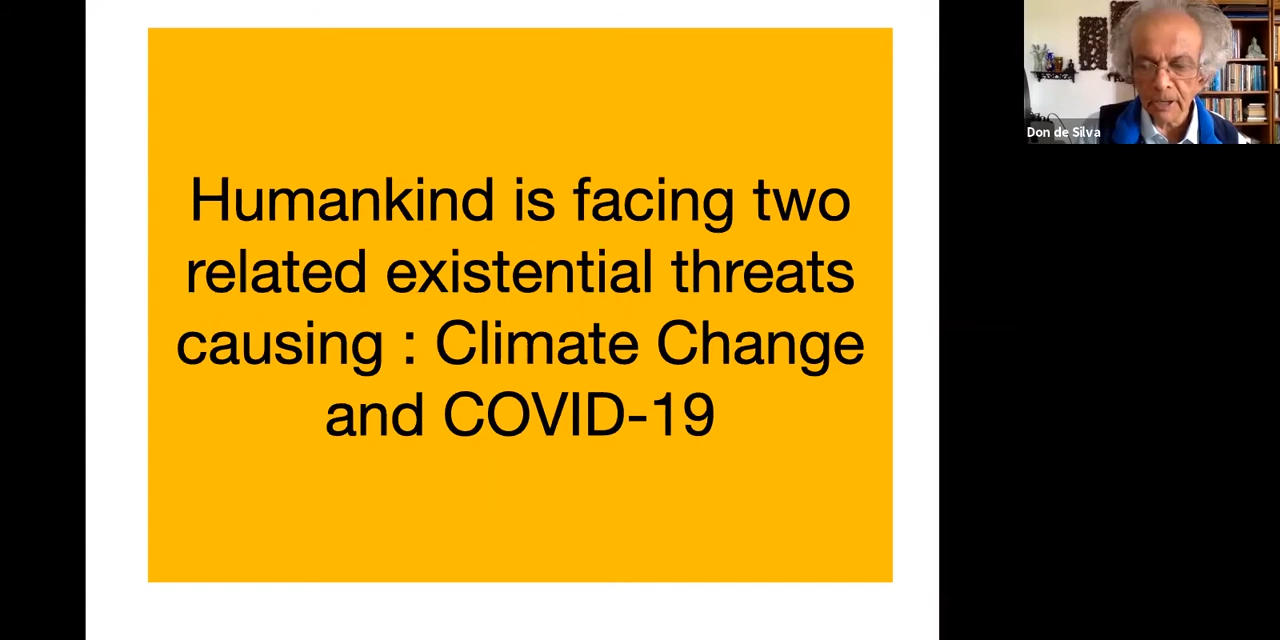 Humankind is facing two
related existential threats
causing : Climate Change
and COVID-19
Don de Silva